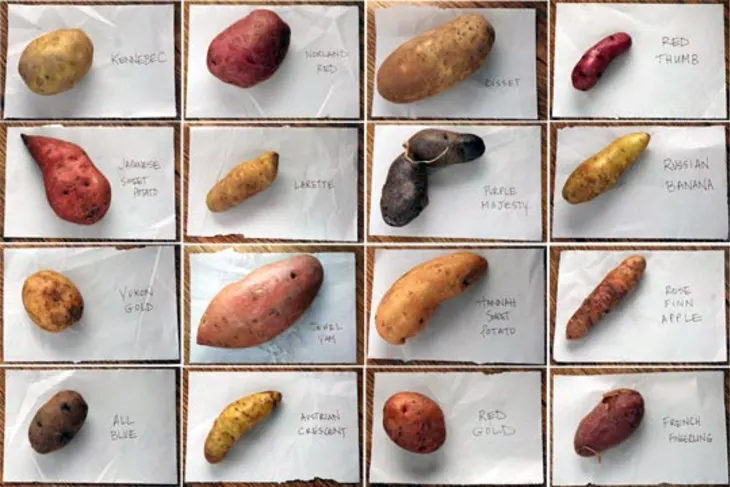 KENNEBEC
NORLAND
RED
RUSSET
RED
THUMB
JAPANESE
SWEET
POTATO
LARETTE
PURPLE
MAJESTY
RUSSIAN
BANANA
YUKON
GOLD
JEWEL
YAM
HANNAH
SWEET
POTATO
ROSE
FINN
APPLE
ALL
BLUE
AUSTRIAN
CRESCENT
RED
GOLD
FRENCH
FINGERLING